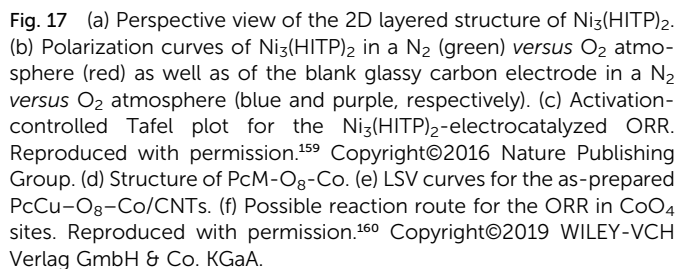 Fig. 17 (a) Perspective view of the 2D layered structure of Ni₃(HITP)₂.
(b) Polarization curves of Ni₃(HITP)₂ in a N₂ (green) versus O₂ atmo-
sphere (red) as well as of the blank glassy carbon electrode in a N₂
versus O₂ atmosphere (blue and purple, respectively). (c) Activation-
controlled Tafel plot for the Ni₃(HITP)₂-electrocatalyzed ORR.
Reproduced with permission.¹⁵⁹ Copyright©2016 Nature Publishing
Group. (d) Structure of PcM-O₈-Co. (e) LSV curves for the as-prepared
PcCu–O₈–Co/CNTs. (f) Possible reaction route for the ORR in CoO₄
sites. Reproduced with permission.¹⁶⁰ Copyright©2019 WILEY-VCH
Verlag GmbH & Co. KGaA.